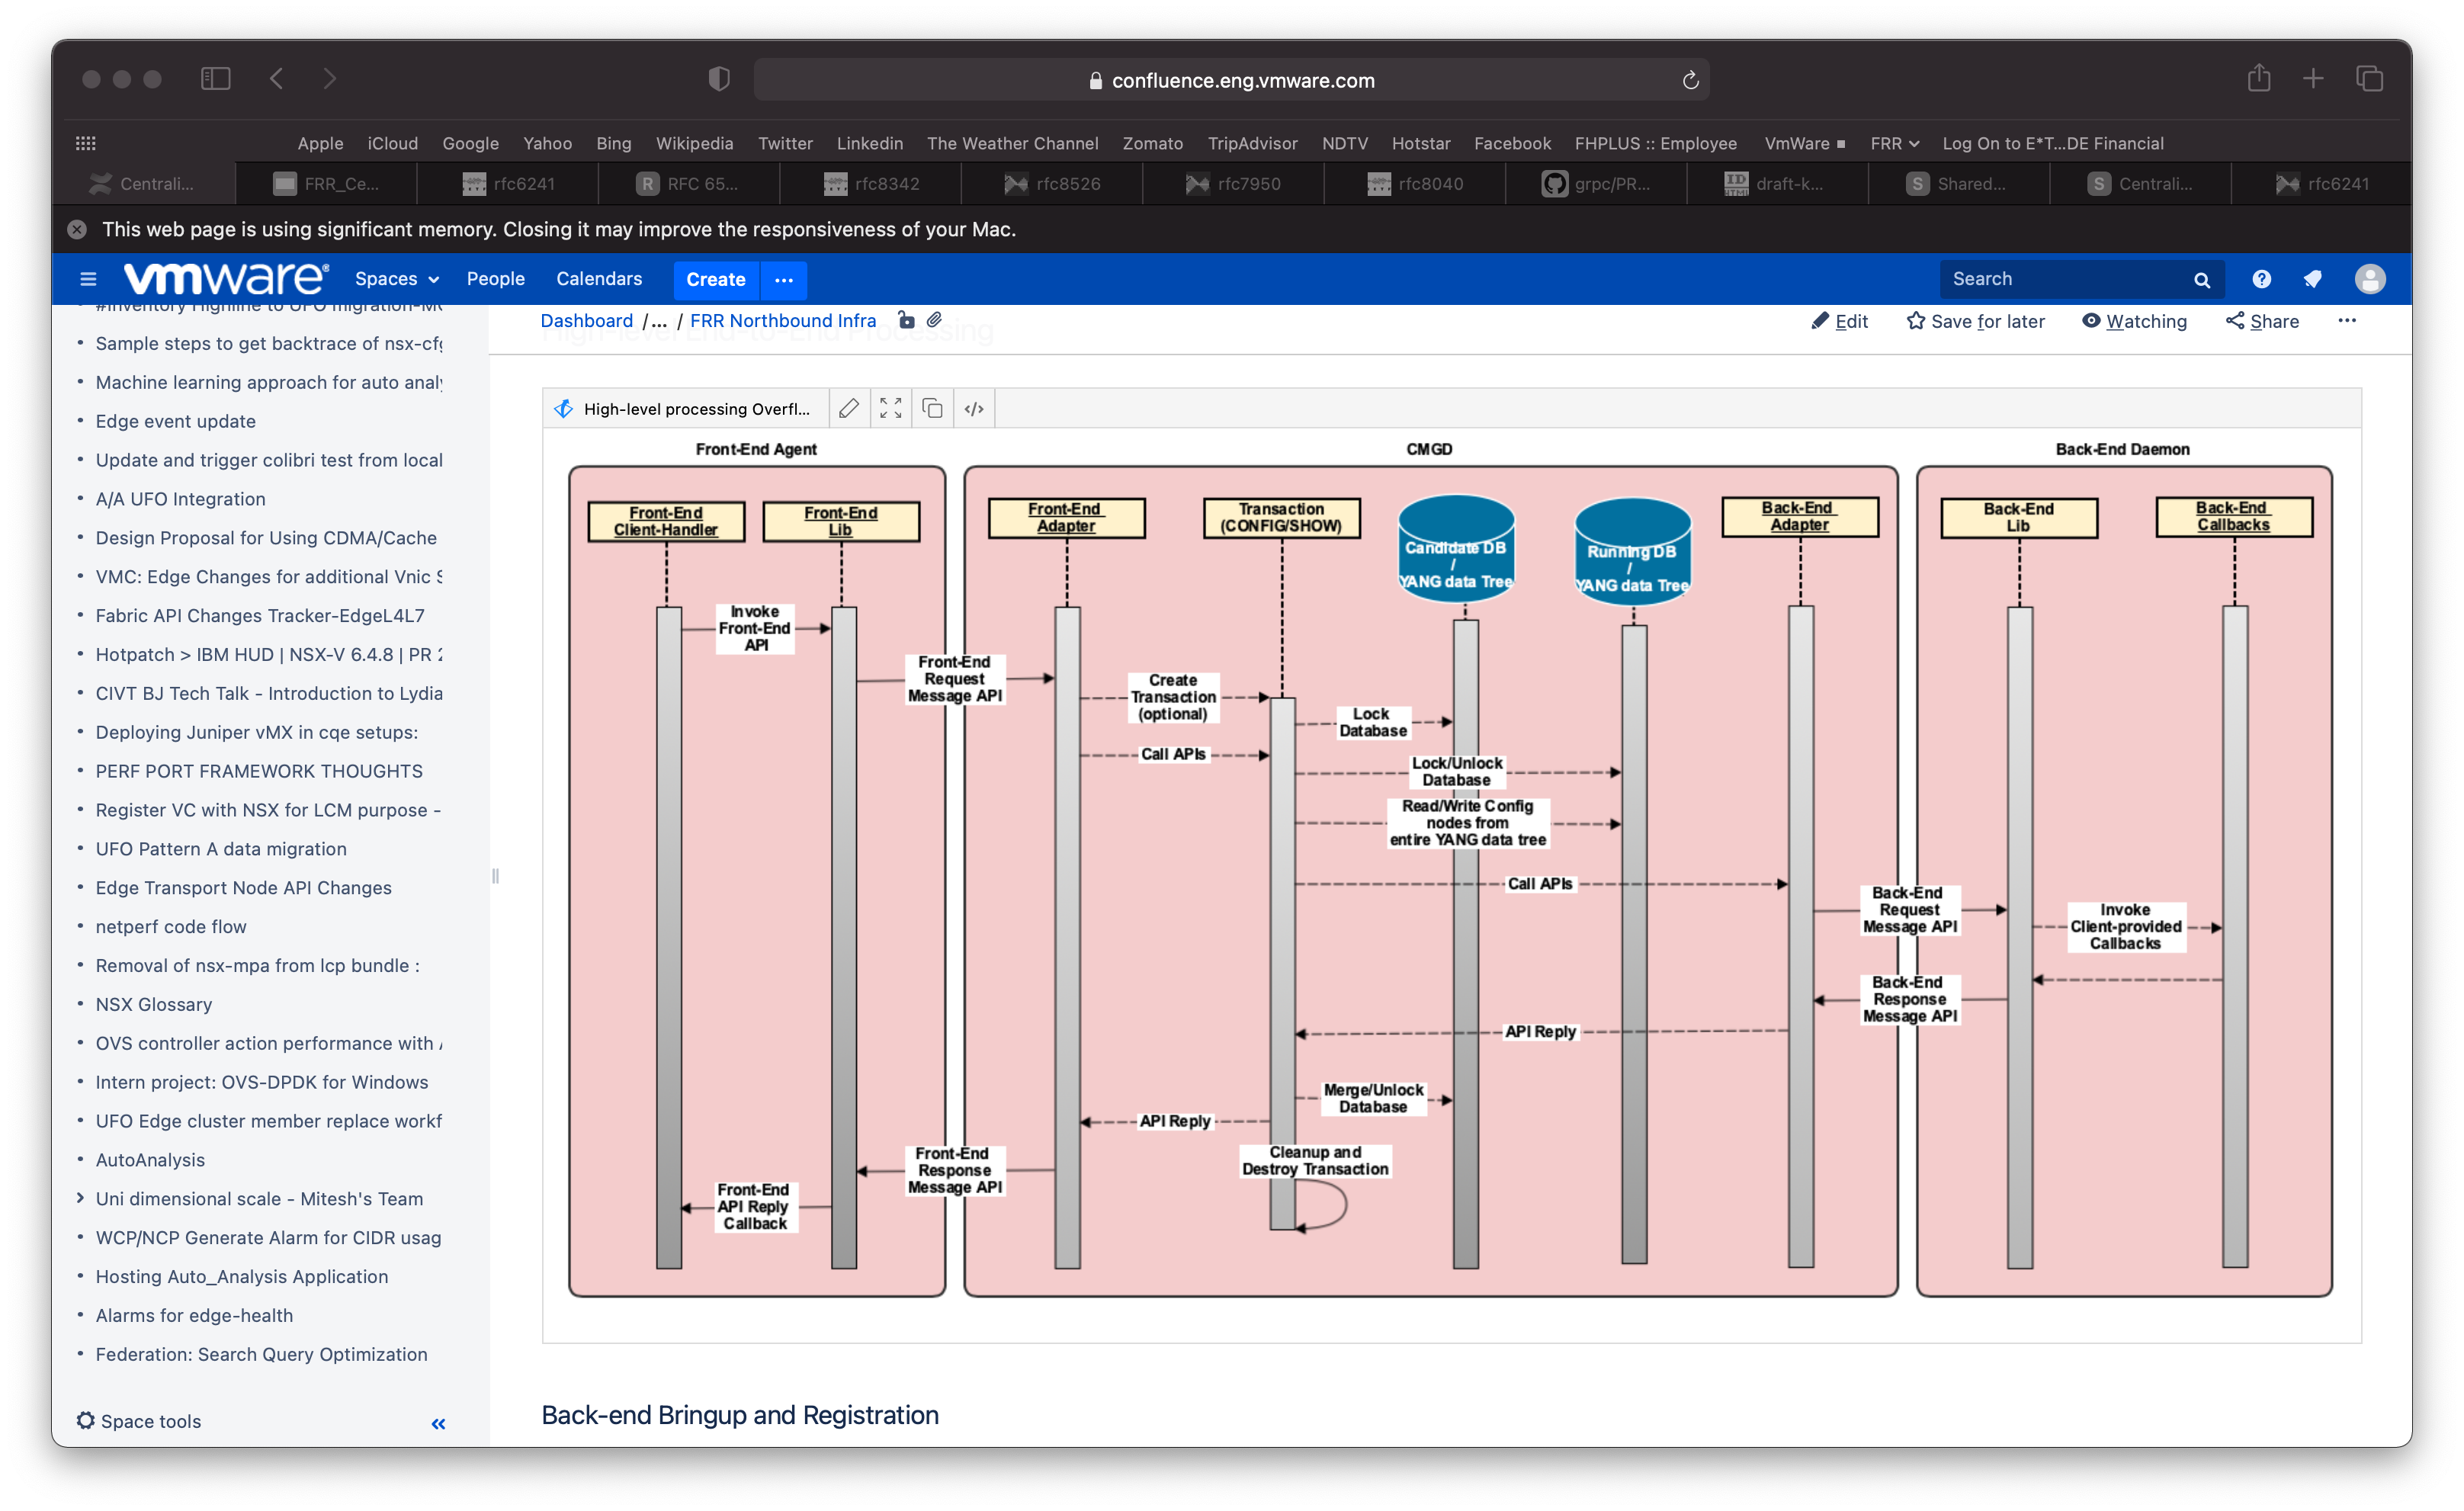 confluence.eng.vmware.com
Apple iCloud Google Yahoo Bing Wikipedia Twitter Linkedin The Weather Channel Zomato TripAdvisor NDTV Hotstar Facebook FHPLUS :: Employee VmWare FRR Log On to E*T...DE Financial
Centrali... FRR_Ce... rfc6241 R RFC 65... rfc8342 rfc8526 rfc7950 rfc8040 grpc/PR... ID HTML draft-k... S Shared... S Centrali... rfc6241
This web page is using significant memory. Closing it may improve the responsiveness of your Mac.
vmware® Spaces People Calendars Create ... Search
#Inventory Highline to UFO migration-
Sample steps to get backtrace of nsx-cfg
Machine learning approach for auto analy
Edge event update
Update and trigger colibri test from local
A/A UFO Integration
Design Proposal for Using CDMA/Cache
VMC: Edge Changes for additional Vnic S
Fabric API Changes Tracker-EdgeL4L7
Hotpatch > IBM HUD | NSX-V 6.4.8 | PR 2
CIVT BJ Tech Talk - Introduction to Lydia
Deploying Juniper vMX in cqe setups:
PERF PORT FRAMEWORK THOUGHTS
Register VC with NSX for LCM purpose -
UFO Pattern A data migration
Edge Transport Node API Changes
netperf code flow
Removal of nsx-mpa from lcp bundle :
NSX Glossary
OVS controller action performance with
Intern project: OVS-DPDK for Windows
UFO Edge cluster member replace workf
AutoAnalysis
Uni dimensional scale - Mitesh's Team
WCP/NCP Generate Alarm for CIDR usag
Hosting Auto_Analysis Application
Alarms for edge-health
Federation: Search Query Optimization
Space tools
Dashboard /... / FRR Northbound Infra
Edit Save for later Watching Share ...
High-level End-to-End Processing
High-level processing Overfl...
Front-End Agent
CMGD
Back-End Daemon
Front-End
Client-Handler
Front-End
Lib
Front-End
Adapter
Transaction
(CONFIG/SHOW)
Candidate DB
/
YANG data Tree
Running DB
/
YANG data Tree
Back-End
Adapter
Back-End
Lib
Back-End
Callbacks
Invoke
Front-End
API
Front-End
Request
Message API
Create
Transaction
(optional)
Lock
Database
Call APIs
Lock/Unlock
Database
Read/Write Config
nodes from
entire YANG data tree
Call APIs
Back-End
Request
Message API
Invoke
Client-provided
Callbacks
Back-End
Response
Message API
API Reply
Merge/Unlock
Database
API Reply
Cleanup and
Destroy Transaction
Front-End
Response
Message API
Front-End
API Reply
Callback
Back-end Bringup and Registration